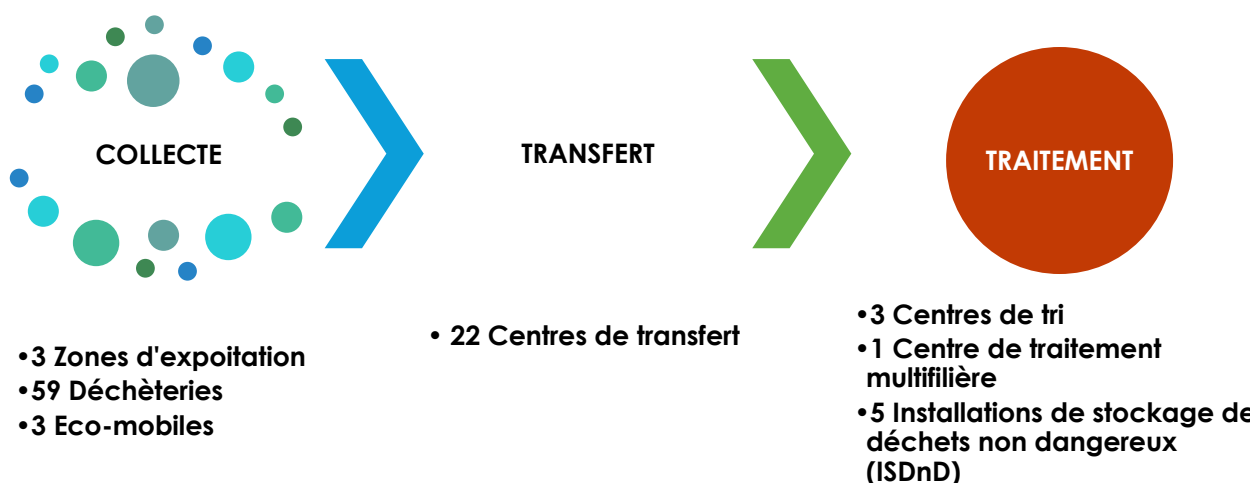 COLLECTE
TRANSFERT
TRAITEMENT
•3 Zones d'expoitation
•59 Déchèteries
•3 Eco-mobiles
• 22 Centres de transfert
•3 Centres de tri
•1 Centre de traitement
multifilière
•5 Installations de stockage de
déchets non dangereux
(ISDnD)